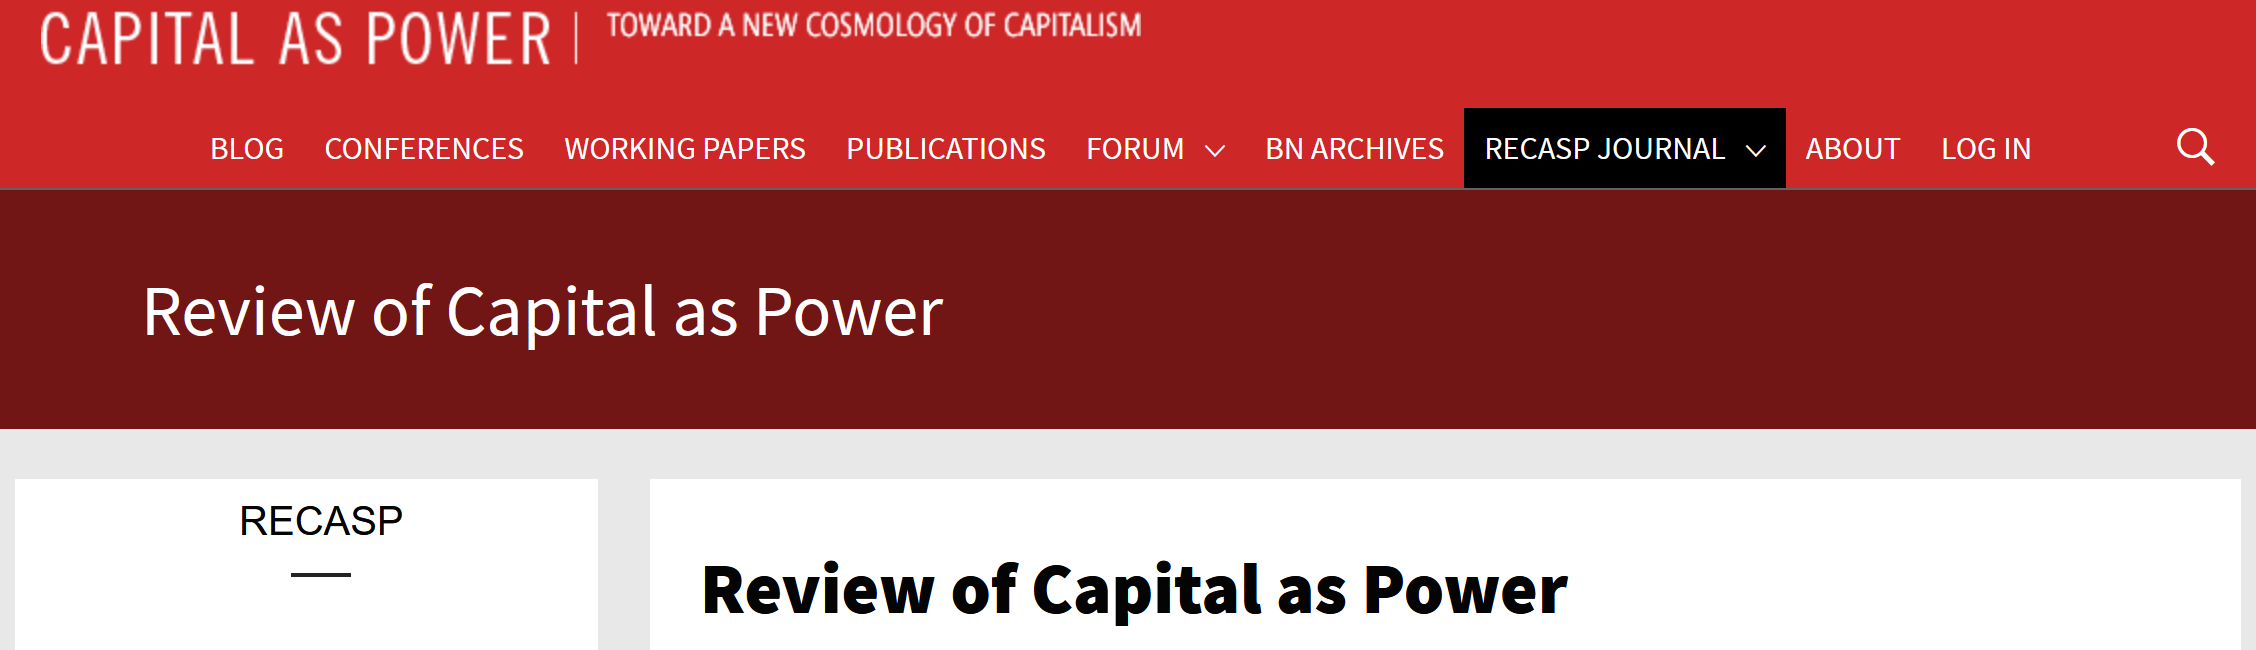 CAPITAL AS POWER | TOWARD A NEW COSMOLOGY OF CAPITALISM
BLOG CONFERENCES WORKING PAPERS PUBLICATIONS FORUM BN ARCHIVES RECASP JOURNAL ABOUT LOG IN
Review of Capital as Power
RECASP
Review of Capital as Power